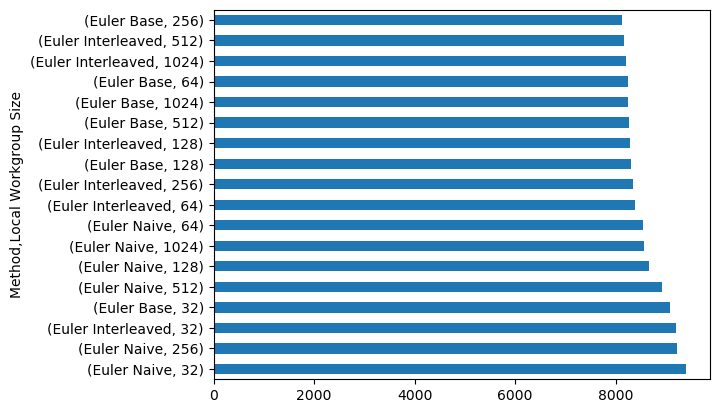 Method,Local Workgroup Size
(Euler Base, 256)
(Euler Interleaved, 512)
(Euler Interleaved, 1024)
(Euler Base, 64)
(Euler Base, 1024)
(Euler Base, 512)
(Euler Interleaved, 128)
(Euler Base, 128)
(Euler Interleaved, 256)
(Euler Interleaved, 64)
(Euler Naive, 64)
(Euler Naive, 1024)
(Euler Naive, 128)
(Euler Naive, 512)
(Euler Base, 32)
(Euler Interleaved, 32)
(Euler Naive, 256)
(Euler Naive, 32)
0 2000 4000 6000 8000